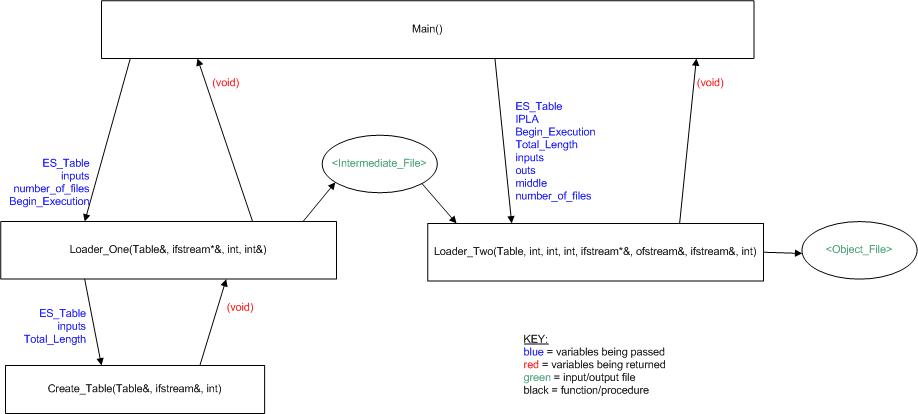 Main()
(void)
(void)
ES_Table
IPLA
Begin_Execution
Total_Length
inputs
outs
middle
number_of_files
ES_Table
inputs
number_of_files
Begin_Execution
<Intermediate_File>
Loader_One(Table&, ifstream*&, int, int&)
Loader_Two(Table, int, int, int, ifstream*&, ofstream&, ifstream&, int)
<Object_File>
ES_Table
inputs
Total_Length
(void)
Create_Table(Table&, ifstream&, int)
KEY:
blue = variables being passed
red = variables being returned
green = input/output file
black = function/procedure